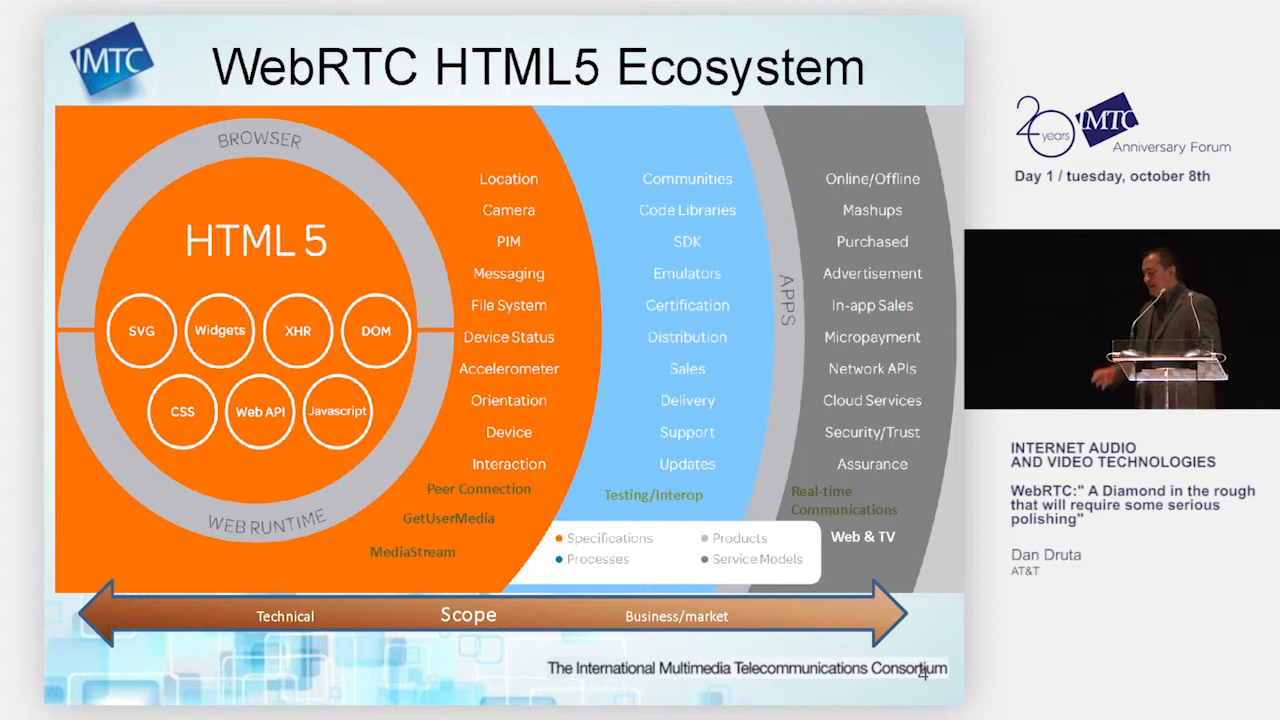 IMTC
WebRTC HTML5 Ecosystem
BROWSER
HTML5
SVG
Widgets
XHR
DOM
CSS
Web API
Javascript
WEB RUNTIME
Location
Camera
PIM
Messaging
File System
Device Status
Accelerometer
Orientation
Device
Interaction
Peer Connection
GetUserMedia
MediaStream
Communities
Code Libraries
SDK
Emulators
Certification
Distribution
Sales
Delivery
Support
Updates
Testing/Interop
APPS
Online/Offline
Mashups
Purchased
Advertisement
In-app Sales
Micropayment
Network APIs
Cloud Services
Security/Trust
Assurance
Real-time
Communications
Web & TV
Specifications
Products
Processes
Service Models
Technical
Scope
Business/market
The International Multimedia Telecommunications Consortium
4
20 years IMTC
Anniversary Forum
Day 1 / tuesday, october 8th
INTERNET AUDIO
AND VIDEO TECHNOLOGIES
WebRTC:" A Diamond in the rough
that will require some serious
polishing"
Dan Druta
AT&T